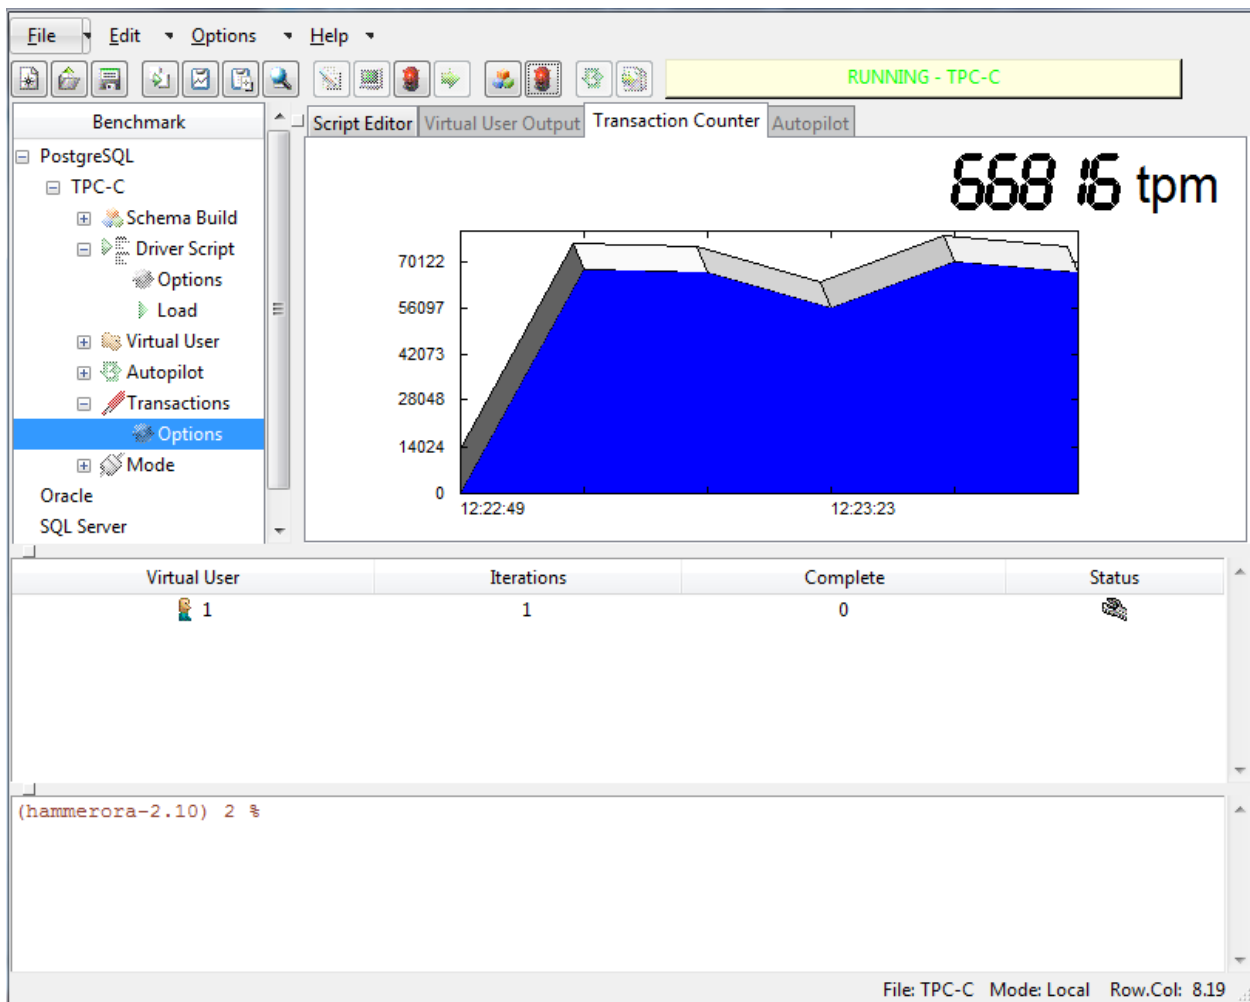 File Edit Options Help
RUNNING - TPC-C
Benchmark
PostgreSQL
TPC-C
Schema Build
Driver Script
Options
Load
Virtual User
Autopilot
Transactions
Options
Mode
Oracle
SQL Server
Script Editor Virtual User Output Transaction Counter Autopilot
66816 tpm
70122
56097
42073
28048
14024
0
12:22:49 12:23:23
Virtual User Iterations Complete Status
1 1 0
(hammerora-2.10) 2 %
File: TPC-C Mode: Local Row.Col: 8.19